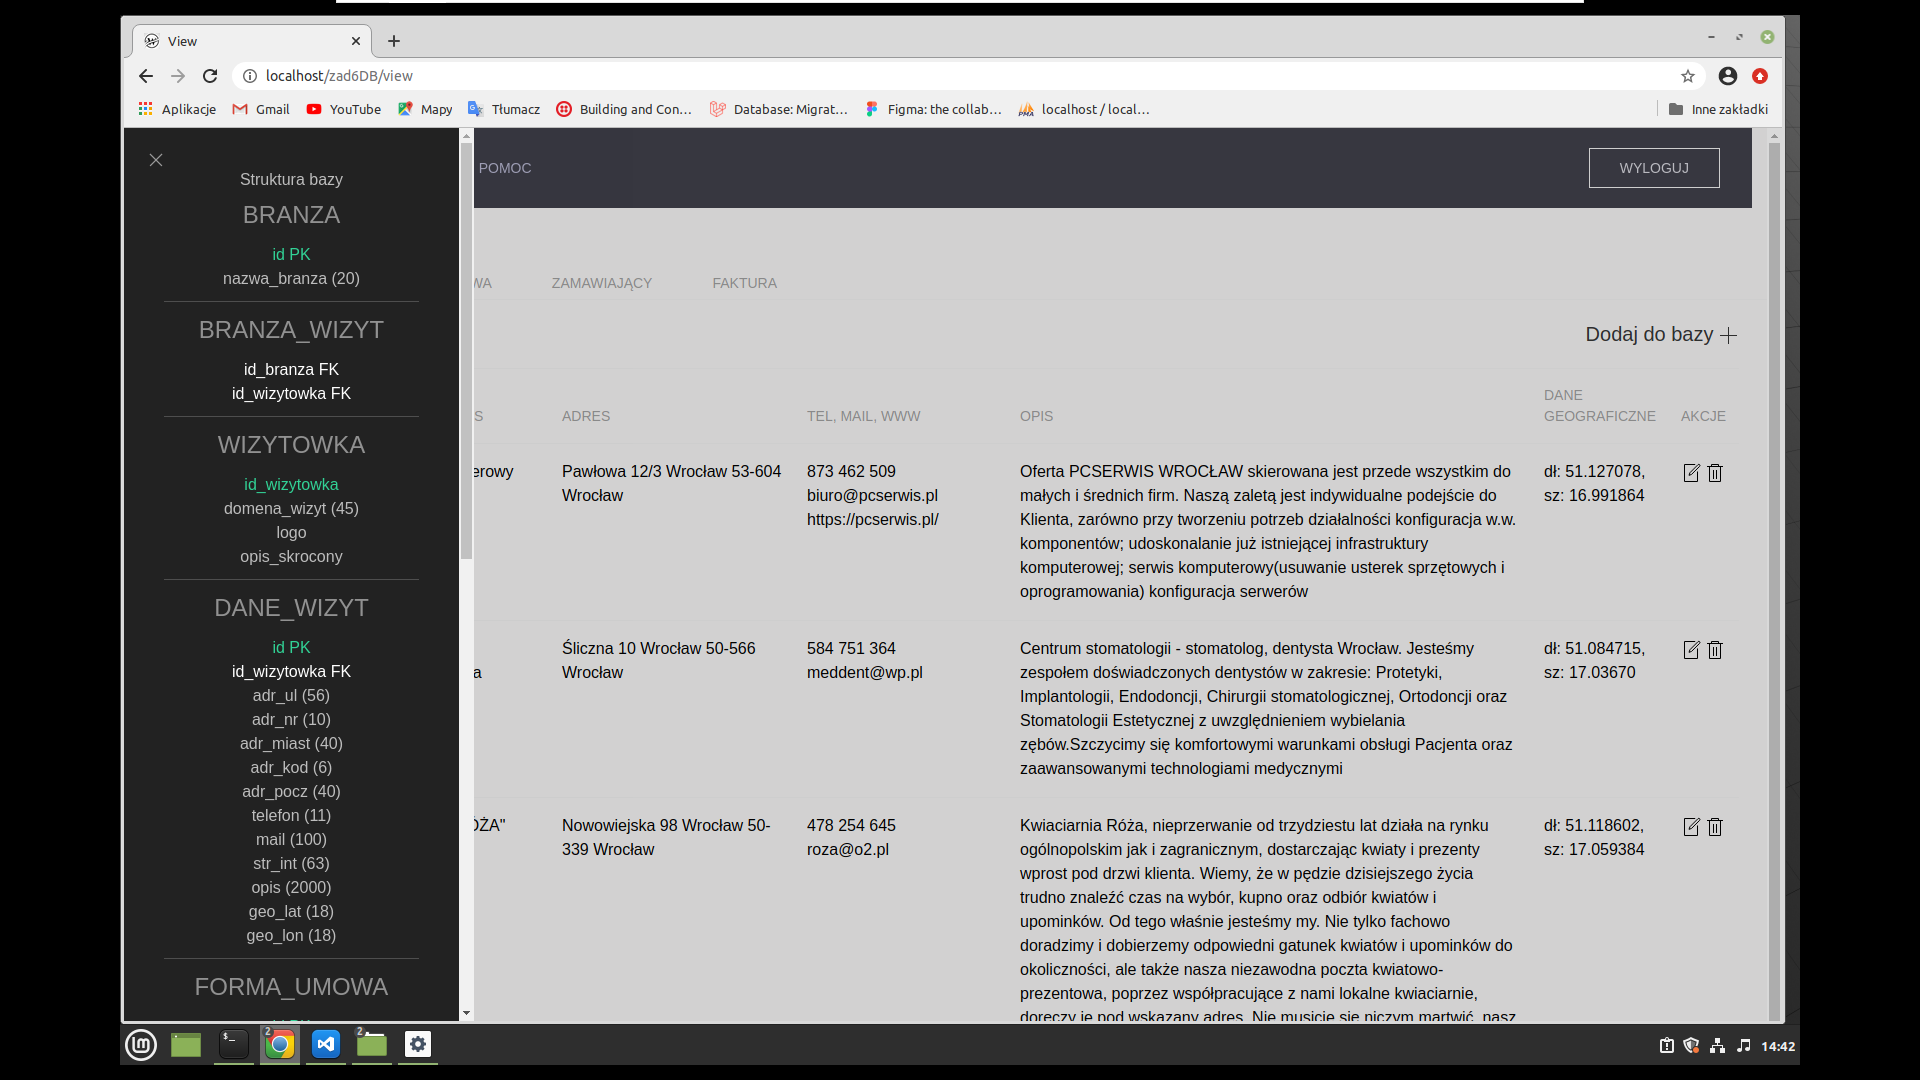 View
localhost/zad6DB/view
Aplikacje Gmail YouTube Mapy Tłumacz Building and Con... Database: Migrat... Figma: the collab... localhost / local... Inne zakładki
POMOC
WYLOGUJ
Struktura bazy
BRANZA
id PK
nazwa_branza (20)
BRANZA_WIZYT
id_branza FK
id_wizytowka FK
WIZYTOWKA
id_wizytowka
domena_wizyt (45)
logo
opis_skrocony
DANE_WIZYT
id PK
id_wizytowka FK
adr_ul (56)
adr_nr (10)
adr_miast (40)
adr_kod (6)
adr_pocz (40)
telefon (11)
mail (100)
str_int (63)
opis (2000)
geo_lat (18)
geo_lon (18)
FORMA_UMOWA
WA ZAMAWIAJĄCY FAKTURA
Dodaj do bazy
S ADRES TEL, MAIL, WWW OPIS DANE GEOGRAFICZNE AKCJE
erowy
Pawłowa 12/3 Wrocław 53-604
Wrocław
873 462 509
biuro@pcserwis.pl
https://pcserwis.pl/
Oferta PCSERWIS WROCŁAW skierowana jest przede wszystkim do
małych i średnich firm. Naszą zaletą jest indywidualne podejście do
Klienta, zarówno przy tworzeniu potrzeb działalności konfiguracja w.w.
komponentów; udoskonalanie już istniejącej infrastruktury
komputerowej; serwis komputerowy(usuwanie usterek sprzętowych i
oprogramowania) konfiguracja serwerów
dł: 51.127078,
sz: 16.991864
a
Śliczna 10 Wrocław 50-566
Wrocław
584 751 364
meddent@wp.pl
Centrum stomatologii - stomatolog, dentysta Wrocław. Jesteśmy
zespołem doświadczonych dentystów w zakresie: Protetyki,
Implantologii, Endodoncji, Chirurgii stomatologicznej, Ortodoncji oraz
Stomatologii Estetycznej z uwzględnieniem wybielania
zębów.Szczycimy się komfortowymi warunkami obsługi Pacjenta oraz
zaawansowanymi technologiami medycznymi
dł: 51.084715,
sz: 17.03670
ÓŻA"
Nowowiejska 98 Wrocław 50-
339 Wrocław
478 254 645
roza@o2.pl
Kwiaciarnia Róża, nieprzerwanie od trzydziestu lat działa na rynku
ogólnopolskim jak i zagranicznym, dostarczając kwiaty i prezenty
wprost pod drzwi klienta. Wiemy, że w pędzie dzisiejszego życia
trudno znaleźć czas na wybór, kupno oraz odbiór kwiatów i
upominków. Od tego właśnie jesteśmy my. Nie tylko fachowo
doradzimy i dobierzemy odpowiedni gatunek kwiatów i upominków do
okoliczności, ale także nasza niezawodna poczta kwiatowo-
prezentowa, poprzez współpracujące z nami lokalne kwiaciarnie,
doręczy je pod wskazany adres. Nie musicie się niczym martwić, nasz
dł: 51.118602,
sz: 17.059384
2 2 14:42